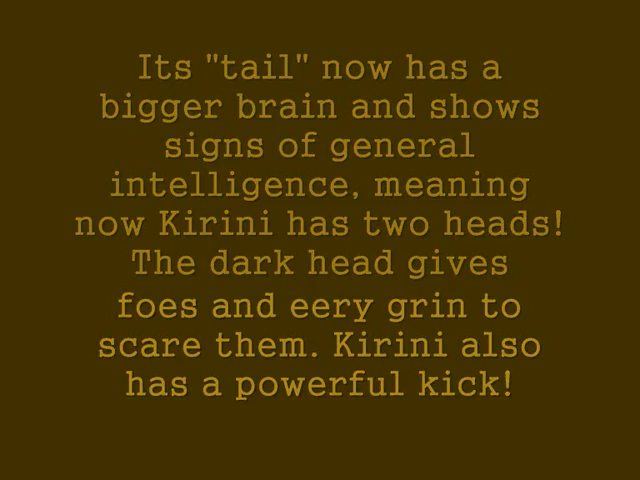 Its "tail" now has a
bigger brain and shows
signs of general
intelligence, meaning
now Kirini has two heads!
The dark head gives
foes and eery grin to
scare them. Kirini also
has a powerful kick!